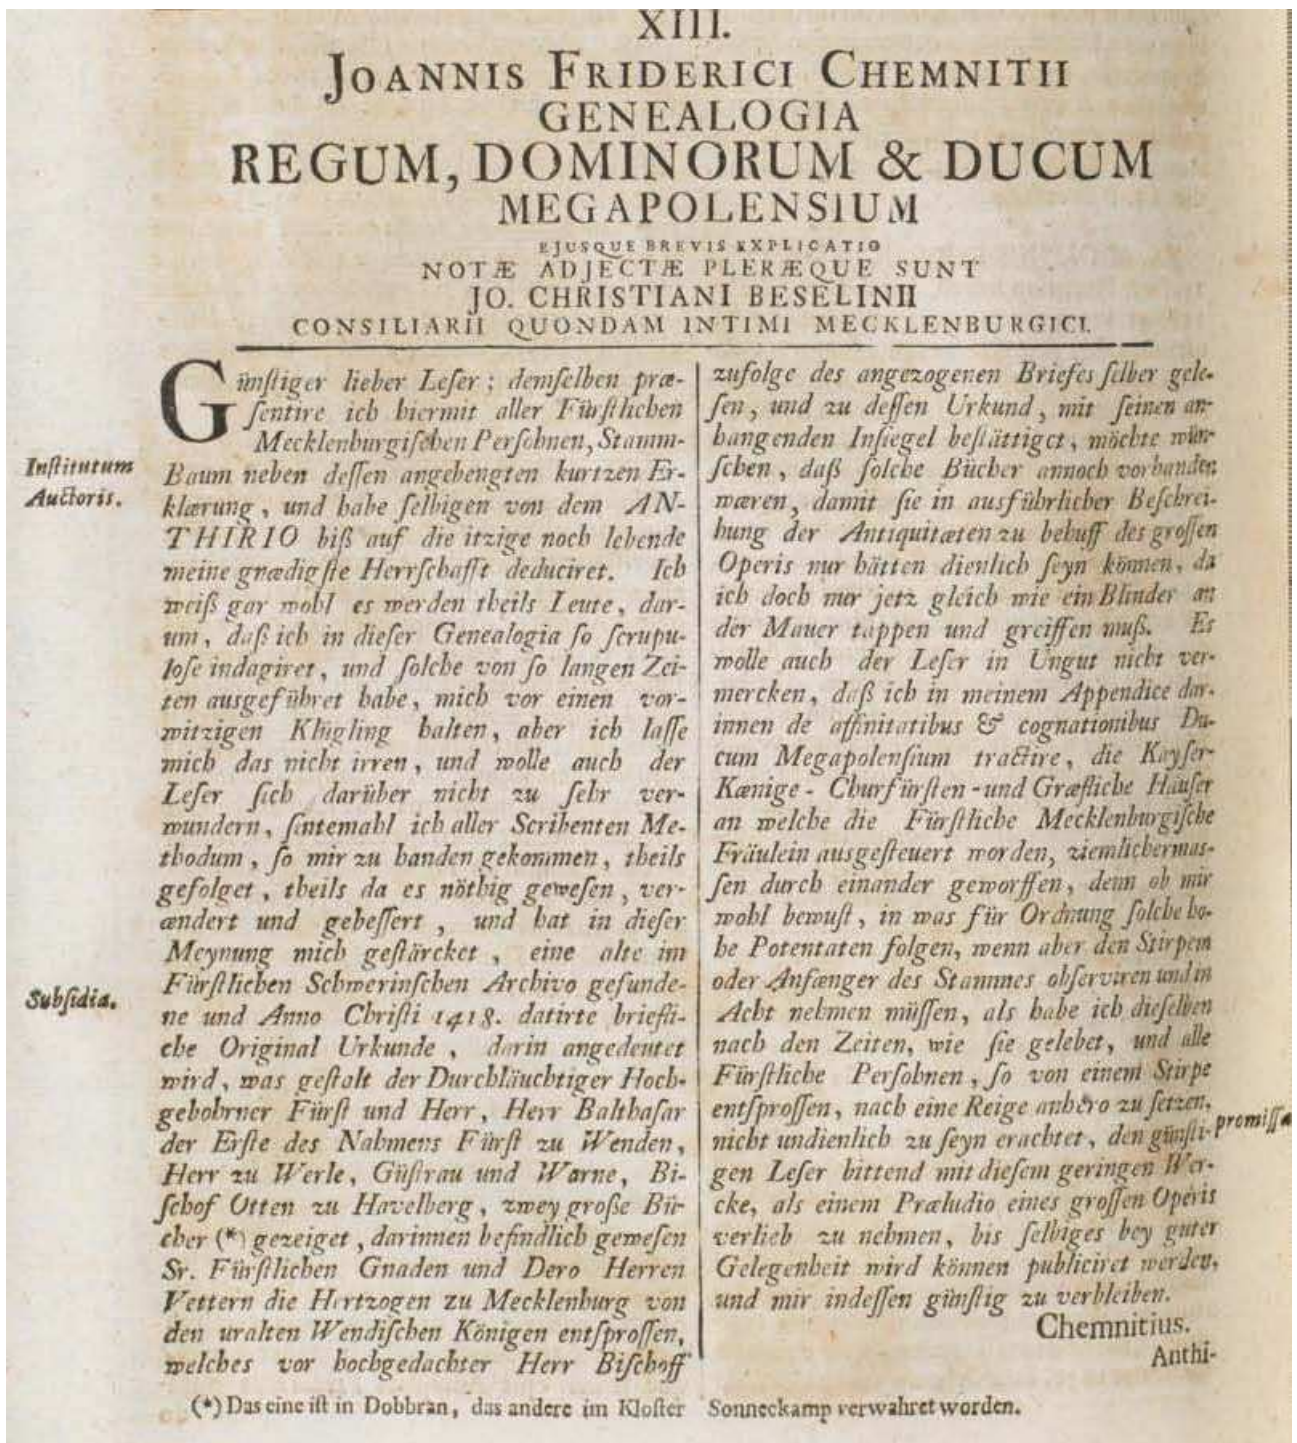 XIII.
JOANNIS FRIDERICI CHEMNITII
GENEALOGIA
REGUM, DOMINORUM & DUCUM
MEGAPOLENSIUM
EJUSQUE BREVIS EXPLICATIO
NOTÆ ADJECTÆ PLERÆQUE SUNT
JO. CHRISTIANI BESELINII
CONSILIARII QUONDAM INTIMI MECKLENBURGICI.
Günſtiger lieber Leſer; demſelben præ-
ſentire ich hiermit aller Fürſtlichen
Mecklenburgiſchen Perſohnen, Stamm-
Institutum
Auctoris.
Baum neben deſſen angehengten kurtzen Er-
klærung, und habe ſelbigen von dem AN-
THIRIO biß auf die itzige noch lebende
meine grædigſte Herrſchafft deduciret. Ich
weiß gar wohl es werden theils Leute, dar-
um, daß ich in dieſer Genealogia ſo ſcrupu-
loſe indagiret, und ſolche von ſo langen Zei-
ten ausgeführet habe, mich vor einen vor-
witzigen Klügling halten, aber ich laſſe
mich das nicht irren, und wolle auch der
Leſer ſich darüber nicht zu ſehr ver-
wundern, ſintemahl ich aller Scribenten Me-
thodum, ſo mir zu handen gekommen, theils
gefolget, theils da es nöthig geweſen, ver-
ændert und gebeſſert, und hat in dieſer
Meynung mich geſtärcket, eine alte im
Fürſtlichen Schwerinſchen Archivo gefunde-
Subſidia.
ne und Anno Chriſti 1418. datirte briefli-
che Original Urkunde, darin angedeutet
wird, was geſtalt der Durchläuchtiger Hoch-
gebohrner Fürſt und Herr, Herr Balthaſar
der Erſte des Nahmens Fürſt zu Wenden,
Herr zu Werle, Güſtrau und Warne, Bi-
ſchof Otten zu Havelberg, zwey große Bü-
cher (*) gezeiget, darinnen befindlich geweſen
Sr. Fürſtlichen Gnaden und Dero Herren
Vettern die Hertzogen zu Mecklenburg von
den uralten Wendiſchen Königen entſproſſen,
welches vor hochgedachter Herr Biſchoff
zufolge des angezogenen Briefes ſelber gele-
ſen, und zu deſſen Urkund, mit ſeinen an-
hangenden Inſiegel beſtättiget, möchte wün-
ſchen, daß ſolche Bücher annoch vorhanden
wæren, damit ſie in ausführlicher Beſchrei-
bung der Antiquitæten zu behuff des groſſen
Operis nur hätten dienlich ſeyn können, da
ich doch nur jetz gleich wie ein Blinder an
der Mauer tappen und greiffen muß. Es
wolle auch der Leſer in Ungut nicht ver-
mercken, daß ich in meinem Appendice dar-
innen de affinitatibus & cognationibus Du-
cum Megapolenſium tractire, die Kayſer-
Kænige - Churfürſten - und Græfliche Häuſer
an welche die Fürſtliche Mecklenburgiſche
Fräulein ausgeſteuert worden, ziemlichermaſ-
ſen durch einander geworffen, denn ob mir
wohl bewuſt, in was für Ordnung ſolche ho-
he Potentaten folgen, wenn aber den Stirpem
oder Anfænger des Stammes obſerviren und in
Acht nehmen müſſen, als habe ich dieſelben
nach den Zeiten, wie ſie gelebet, und alle
Fürſtliche Perſohnen, ſo von einem Stirpe
entſproſſen, nach eine Reige anhero zu ſetzen,
nicht undienlich zu ſeyn erachtet, den günſti-
promiſſa
gen Leſer bittend mit dieſem geringen Wer-
cke, als einem Præludio eines groſſen Operis
verlieb zu nehmen, bis ſelbiges bey guter
Gelegenheit wird können publiciret werden,
und mir indeſſen günſtig zu verbleiben.
Chemnitius.
Anthi-
(*) Das eine iſt in Dobbran, das andere im Kloſter Sonneckamp verwahret worden.